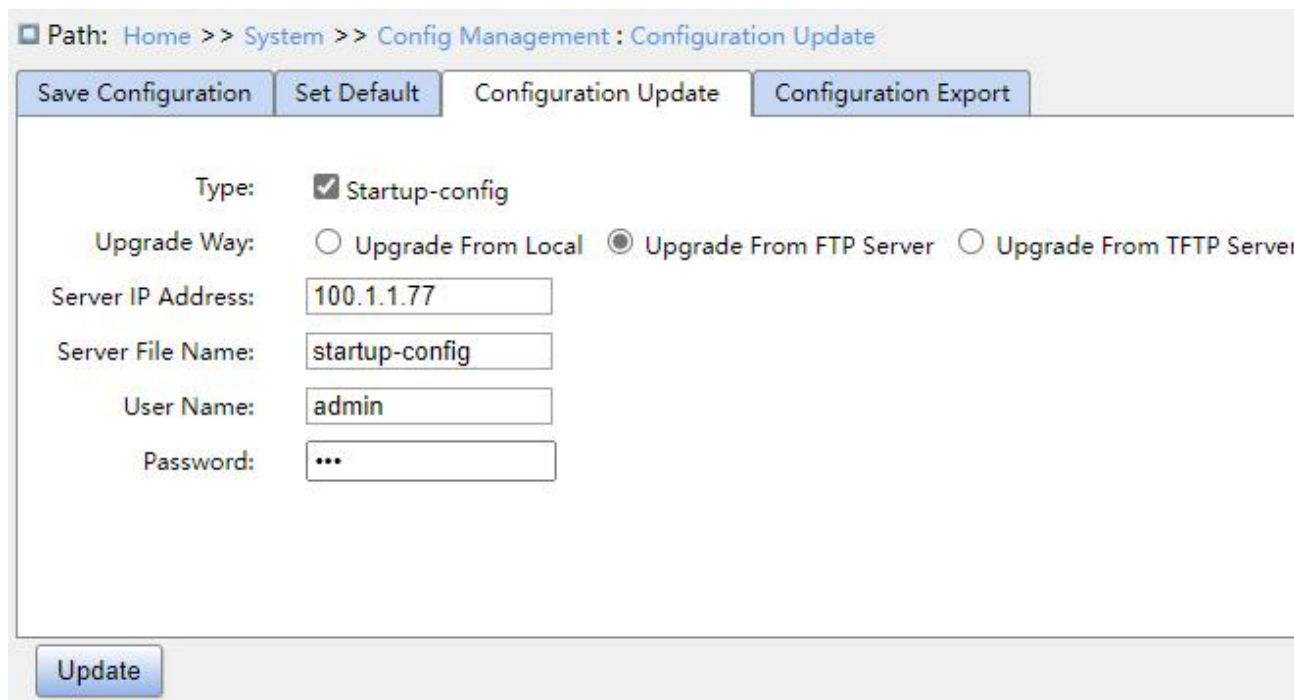 Path: Home >> System >> Config Management : Configuration Update
Save Configuration Set Default Configuration Update Configuration Export
Type: Startup-config
Upgrade Way: Upgrade From Local Upgrade From FTP Server Upgrade From TFTP Server
Server IP Address: 100.1.1.77
Server File Name: startup-config
User Name: admin
Password: •••
Update